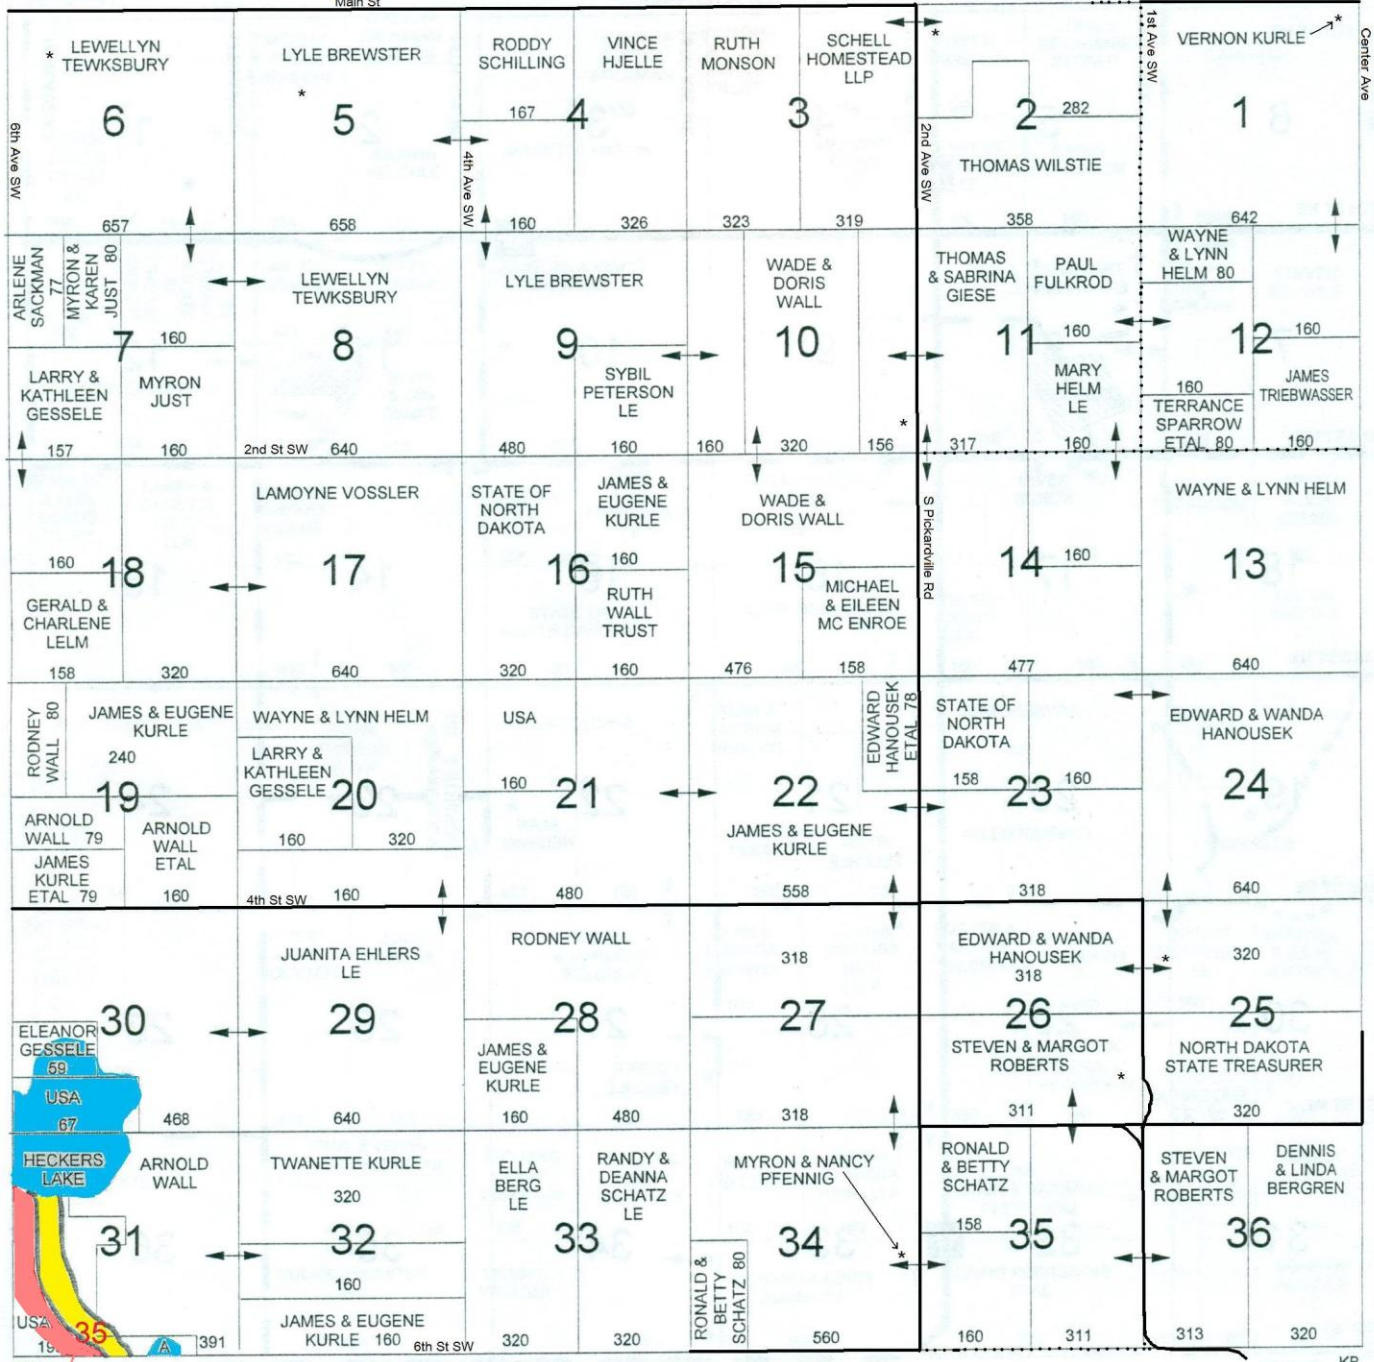 Main St
1st Ave SW
Center Ave
6th Ave SW
4th Ave SW
2nd Ave SW
* LEWELLYN
TEWKSBURY
6
657
LYLE BREWSTER
*
5
658
RODDY
SCHILLING
167
4
160
VINCE
HJELLE
326
RUTH
MONSON
323
SCHELL
HOMESTEAD
LLP
3
319
*
2
282
THOMAS WILSTIE
358
VERNON KURLE
*
1
642
ARLENE
SACKMAN
77
MYRON &
KAREN
JUST 80
160
7
LARRY &
KATHLEEN
GESSELE
157
MYRON
JUST
160
LEWELLYN
TEWKSBURY
8
640
2nd St SW
LYLE BREWSTER
9
480
SYBIL
PETERSON
LE
160
160
WADE &
DORIS
WALL
10
320
*
156
THOMAS
& SABRINA
GIESE
11
317
PAUL
FULKROD
160
MARY
HELM
LE
160
WAYNE
& LYNN
HELM 80
160
12
160
TERRANCE
SPARROW
ETAL 80
JAMES
TRIEBWASSER
160
160
18
GERALD &
CHARLENE
LELM
158
320
LAMOYNE VOSSLER
17
640
STATE OF
NORTH
DAKOTA
16
320
JAMES &
EUGENE
KURLE
160
RUTH
WALL
TRUST
160
WADE &
DORIS WALL
15
476
MICHAEL
& EILEEN
MC ENROE
158
S Pickardville Rd
14
160
477
WAYNE & LYNN HELM
13
640
RODNEY
WALL 80
JAMES & EUGENE
KURLE
240
19
ARNOLD
WALL 79
JAMES
KURLE
ETAL 79
ARNOLD
WALL
ETAL
160
WAYNE & LYNN HELM
LARRY &
KATHLEEN
GESSELE
20
160
320
160
4th St SW
USA
160
21
480
EDWARD
HANOUSEK
ETAL 78
22
JAMES & EUGENE
KURLE
558
STATE OF
NORTH
DAKOTA
158
160
23
318
EDWARD & WANDA
HANOUSEK
24
640
30
ELEANOR
GESSELE
59
USA
67
468
JUANITA EHLERS
LE
29
640
RODNEY WALL
28
JAMES &
EUGENE
KURLE
160
480
318
27
318
EDWARD & WANDA
HANOUSEK
318
26
STEVEN & MARGOT
ROBERTS
*
311
*
320
25
NORTH DAKOTA
STATE TREASURER
320
HECKERS
LAKE
ARNOLD
WALL
31
USA
35
A
391
TWANETTE KURLE
320
32
160
JAMES & EUGENE
KURLE 160
6th St SW
ELLA
BERG
LE
33
320
RANDY &
DEANNA
SCHATZ
LE
320
MYRON & NANCY
PFENNIG
*
34
RONALD &
BETTY
SCHATZ 80
560
RONALD
& BETTY
SCHATZ
158
35
160
311
STEVEN
& MARGOT
ROBERTS
36
313
DENNIS
& LINDA
BERGREN
320